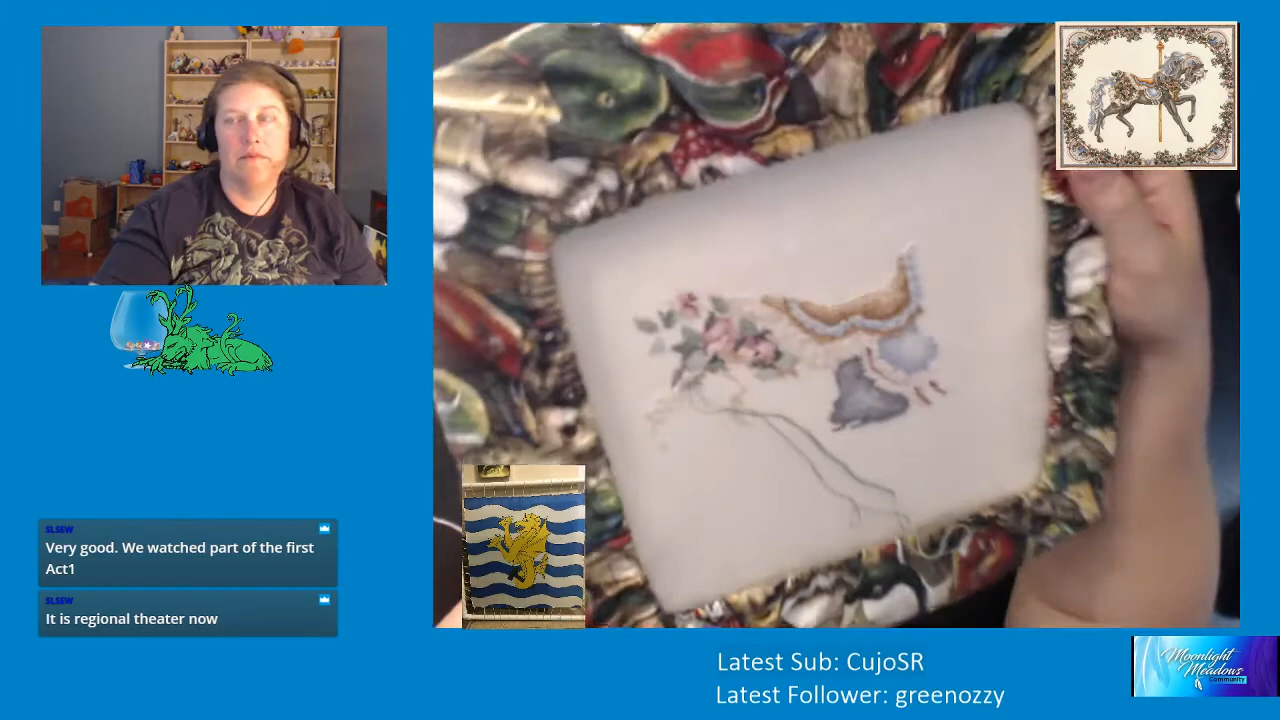 SLSEW
Very good. We watched part of the first
Act1
SLSEW
It is regional theater now
Latest Sub: CujoSR
Latest Follower: greenozzy
Moonlight
Meadows
Community